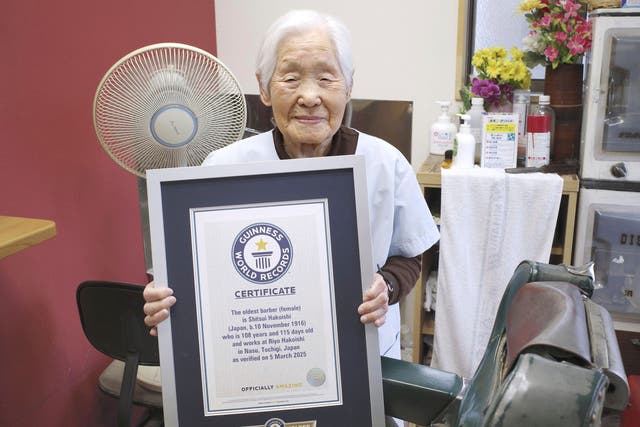 GUINNESS
WORLD RECORDS
CERTIFICATE
The oldest barber (female)
is Shitsui Hakoishi
(Japan, b.10 November 1916)
who is 108 years and 115 days old
and works at Riyo Hakoishi
in Nasu, Tochigi, Japan
as verified on 5 March 2025
OFFICIALLY AMAZING